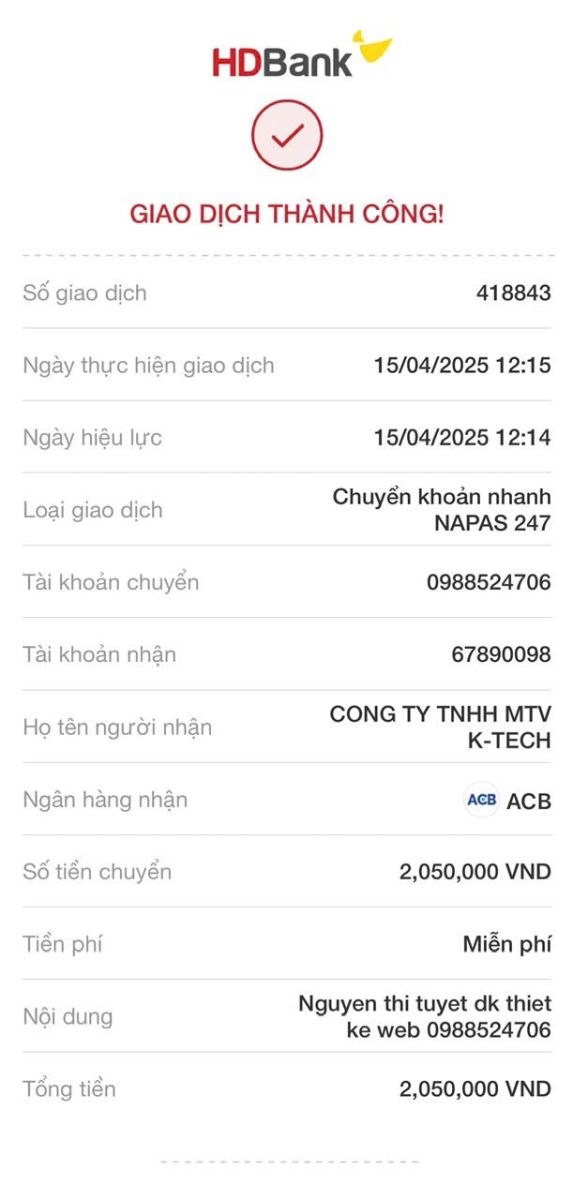 HDBank
GIAO DỊCH THÀNH CÔNG!
Số giao dịch 418843
Ngày thực hiện giao dịch 15/04/2025 12:15
Ngày hiệu lực 15/04/2025 12:14
Loại giao dịch Chuyển khoản nhanh
NAPAS 247
Tài khoản chuyển 0988524706
Tài khoản nhận 67890098
Họ tên người nhận CONG TY TNHH MTV
K-TECH
Ngân hàng nhận ACB ACB
Số tiền chuyển 2,050,000 VND
Tiền phí Miễn phí
Nội dung Nguyen thi tuyet dk thiet
ke web 0988524706
Tổng tiền 2,050,000 VND